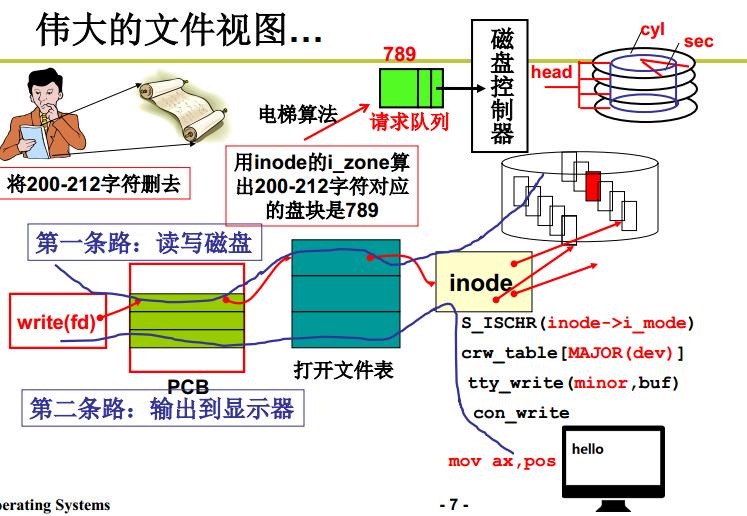 伟大的文件视图…
cyl
sec
head
789
磁盘控制器
电梯算法
请求队列
将200-212字符删去
用inode的i_zone算
出200-212字符对应
的盘块是789
第一条路：读写磁盘
write(fd)
PCB
打开文件表
inode
S_ISCHR(inode->i_mode)
crw_table[MAJOR(dev)]
tty_write(minor,buf)
con_write
mov ax,pos
hello
第二条路：输出到显示器
perating Systems
- 7 -